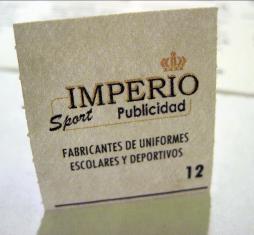 IMPERIO
Sport Publicidad
FABRICANTES DE UNIFORMES
ESCOLARES Y DEPORTIVOS
12